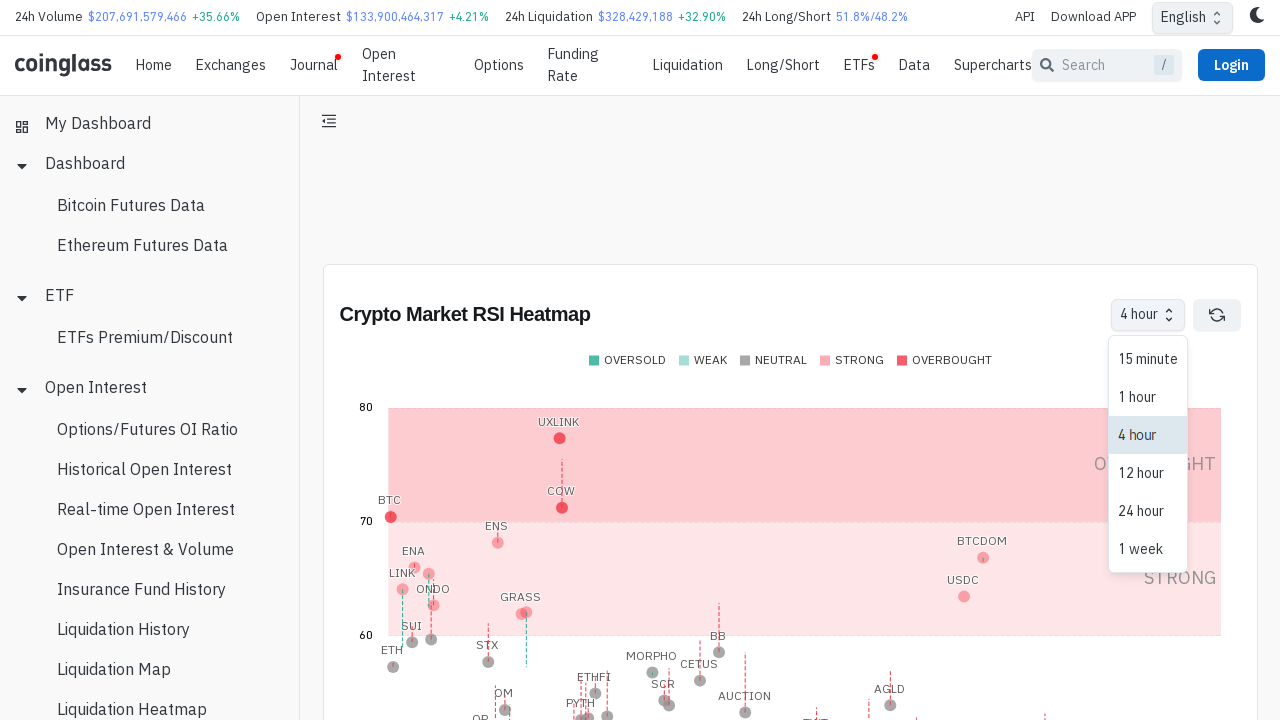 24h Volume $207,691,579,466 +35.66% Open Interest $133,900,464,317 +4.21% 24h Liquidation $328,429,188 +32.90% 24h Long/Short 51.8%/48.2% API Download APP English
coinglass Home Exchanges Journal Open Interest Options Funding Rate Liquidation Long/Short ETFs Data Supercharts Search / Login
My Dashboard
Dashboard
Bitcoin Futures Data
Ethereum Futures Data
ETF
ETFs Premium/Discount
Open Interest
Options/Futures OI Ratio
Historical Open Interest
Real-time Open Interest
Open Interest & Volume
Insurance Fund History
Liquidation History
Liquidation Map
Liquidation Heatmap
Crypto Market RSI Heatmap
4 hour
15 minute
1 hour
4 hour
12 hour
24 hour
1 week
OVERSOLD WEAK NEUTRAL STRONG OVERBOUGHT
80
UXLINK
COW
BTC
70
ENS
BTCDOM
ENA
LINK
USDC
ONDO
STRONG
GRASS
SUI
60
BB
ETH
STX
MORPHO
CETUS
ETHFI
SCR
AGLD
OM
AUCTION
PYTH